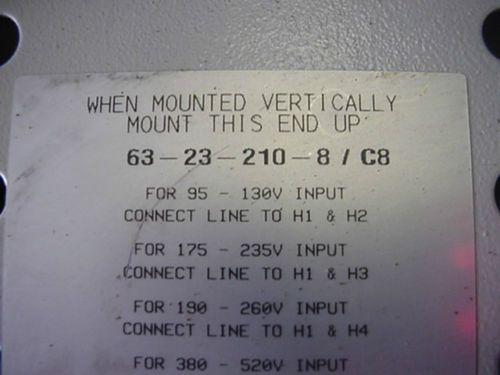 WHEN MOUNTED VERTICALLY
MOUNT THIS END UP
63-23-210-8 / C8
FOR 95 - 130V INPUT
CONNECT LINE TO H1 & H2
FOR 175 - 235V INPUT
CONNECT LINE TO H1 & H3
FOR 190 - 260V INPUT
CONNECT LINE TO H1 & H4
FOR 380 - 520V INPUT